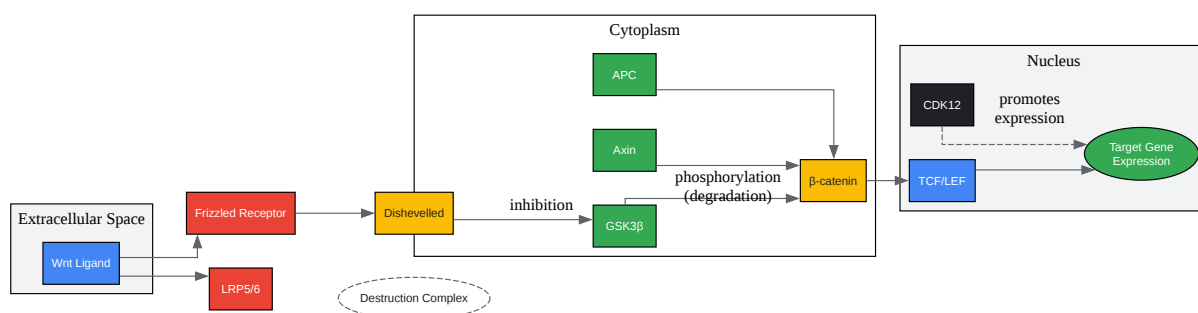 Extracellular Space
Wnt Ligand
Frizzled Receptor
LRP5/6
Destruction Complex
Cytoplasm
Dishevelled
inhibition
APC
Axin
GSK3β
phosphorylation
(degradation)
β-catenin
Nucleus
CDK12
promotes
expression
TCF/LEF
Target Gene
Expression